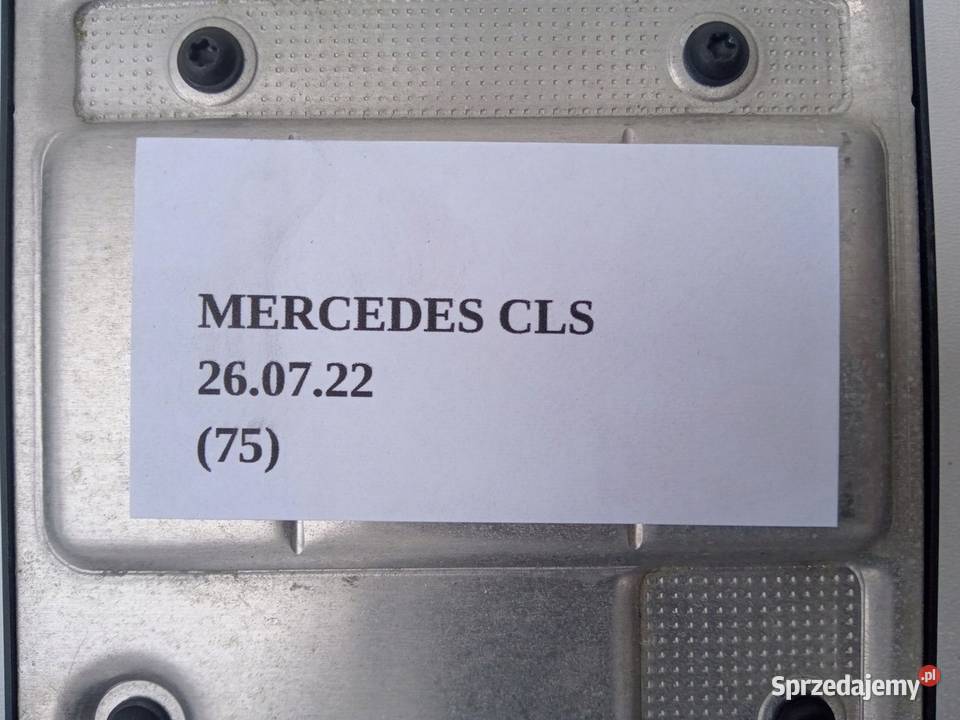 MERCEDES CLS
26.07.22
(75)
Sprzedajemy.pl